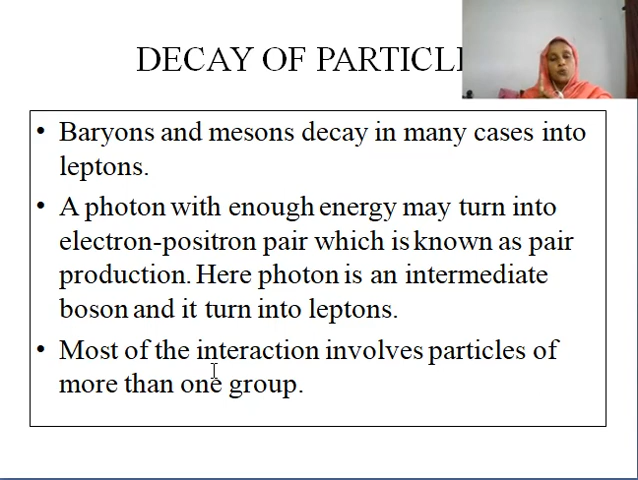 DECAY OF PARTICL
• Baryons and mesons decay in many cases into
leptons.
• A photon with enough energy may turn into
electron-positron pair which is known as pair
production. Here photon is an intermediate
boson and it turn into leptons.
• Most of the interaction involves particles of
more than one group.